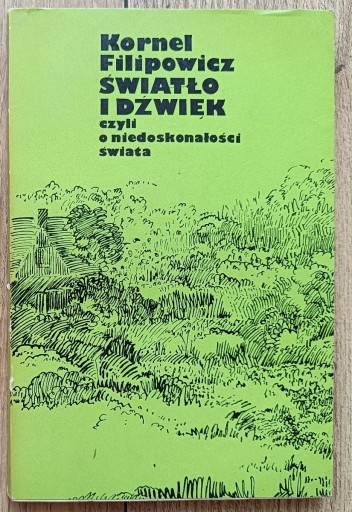 Kornel
Filipowicz
ŚWIATŁO
I DŹWIĘK
czyli
o niedoskonałości
świata